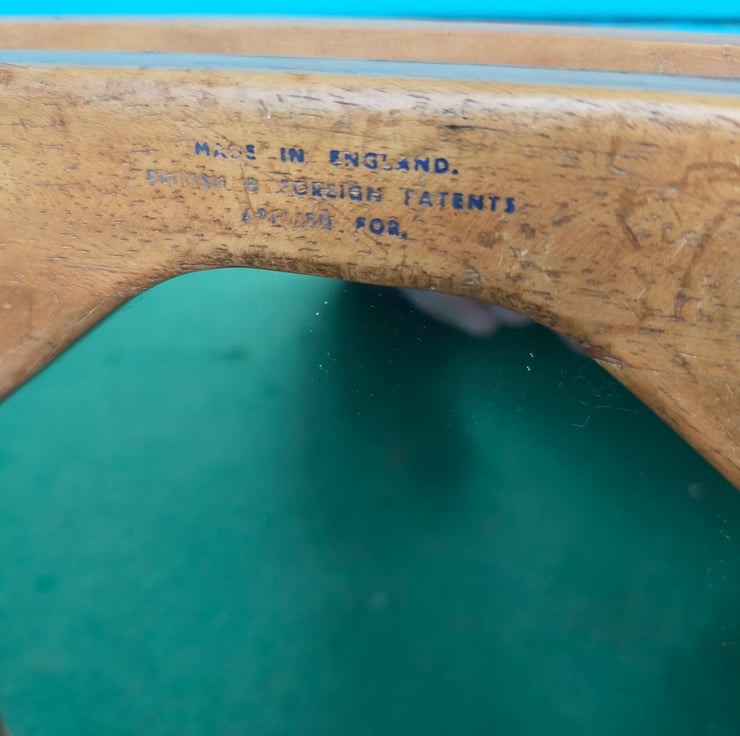 MADE IN ENGLAND.
BRITISH & FOREIGN PATENTS
APPLIED FOR.